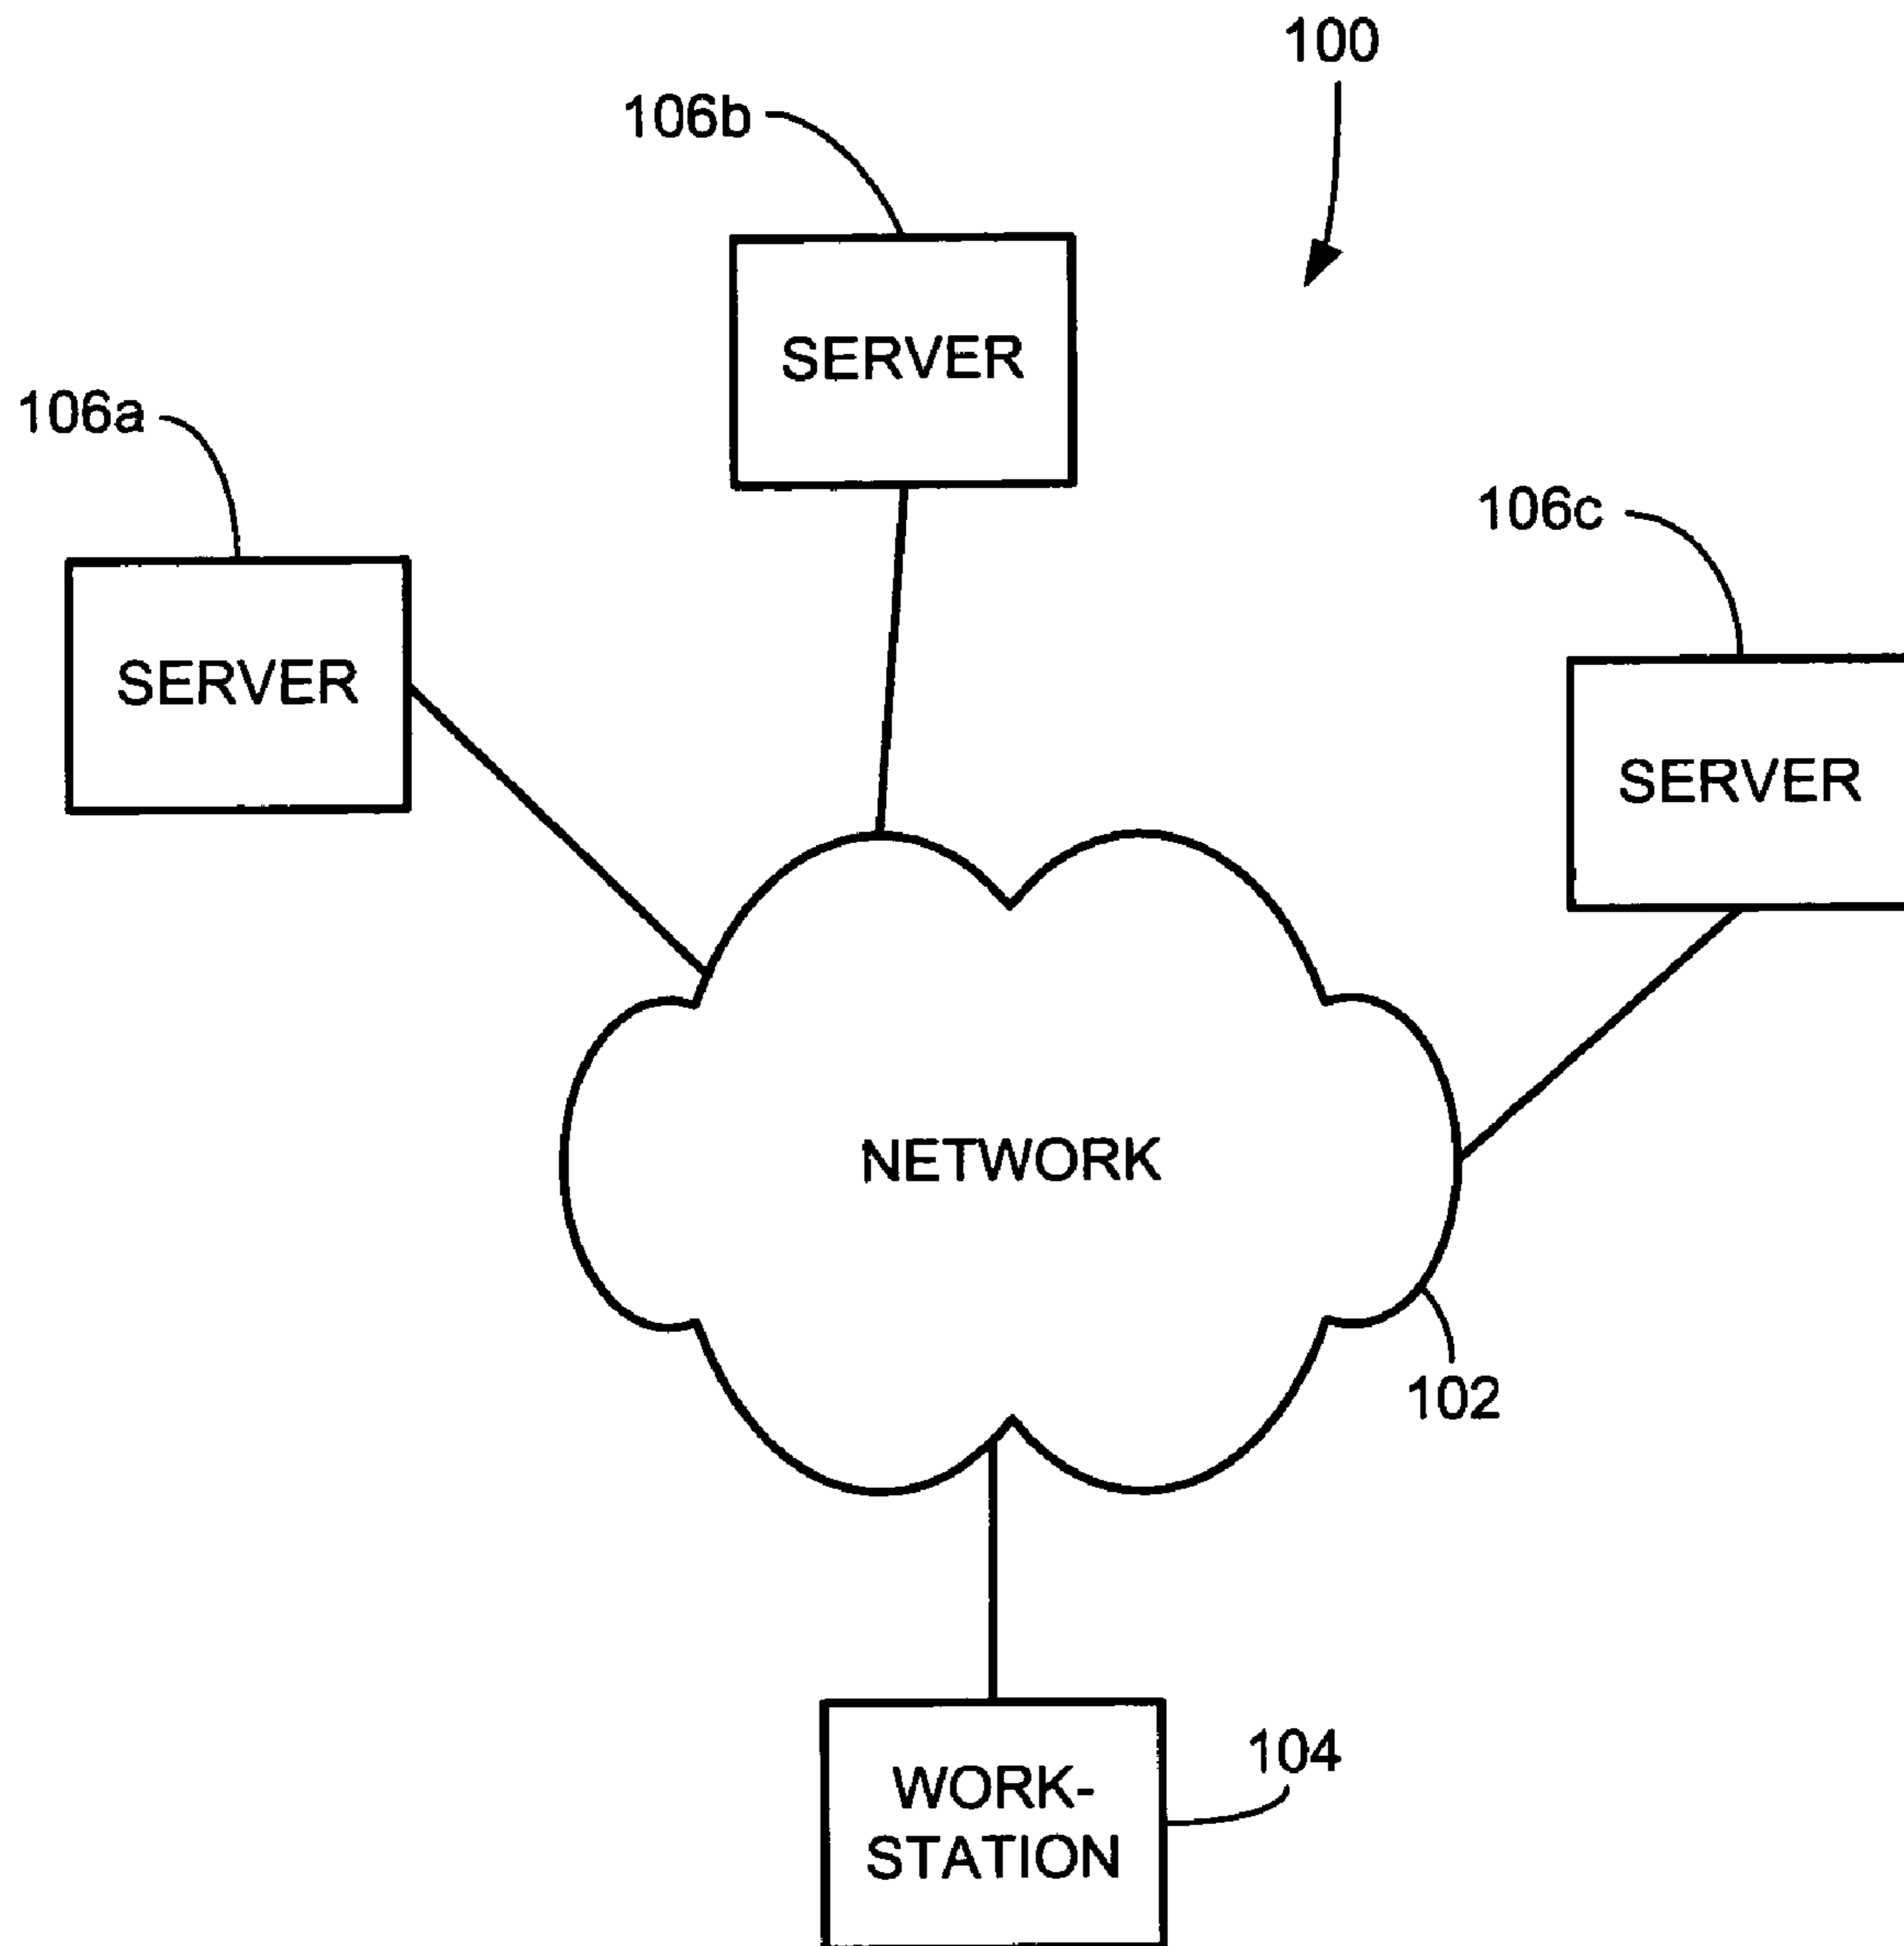 100
106b
SERVER
106a
106c
SERVER
SERVER
NETWORK
102
104
WORK-
STATION